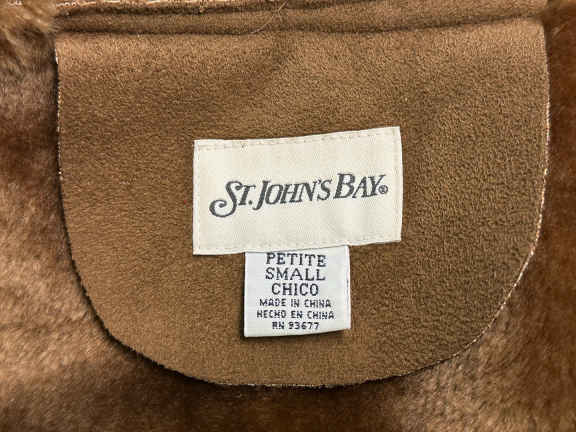 ST. JOHN'S BAY®
PETITE
SMALL
CHICO
MADE IN CHINA
HECHO EN CHINA
RN 93677